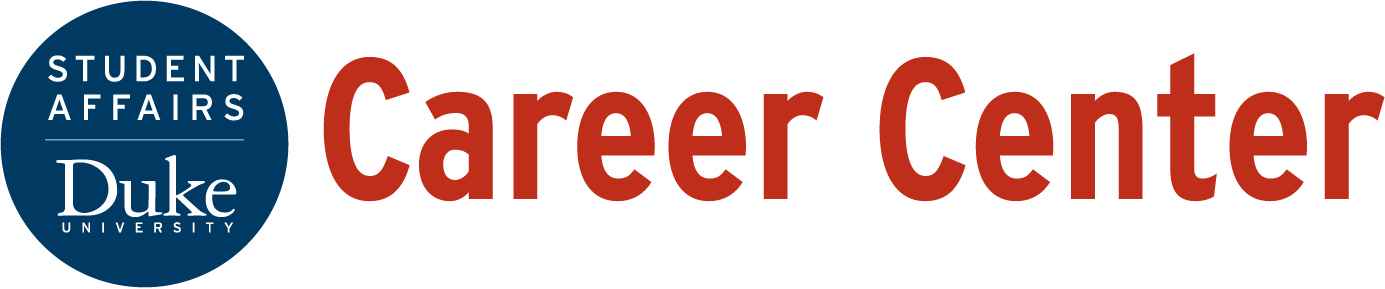 STUDENT
AFFAIRS
Duke
UNIVERSITY
Career Center